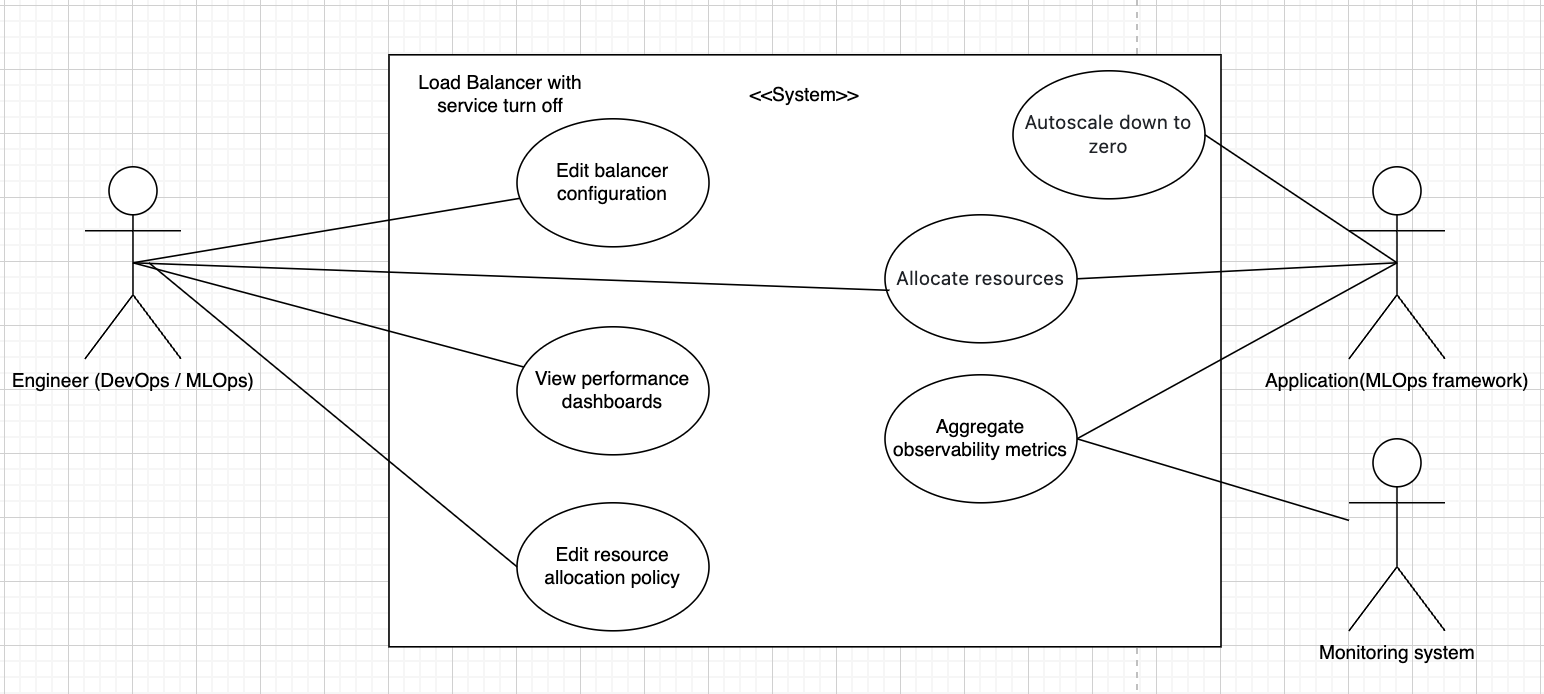 Load Balancer with
service turn off
<<System>>
Autoscale down to
zero
Edit balancer
configuration
Allocate resources
Engineer (DevOps / MLOps)
View performance
dashboards
Application(MLOps framework)
Aggregate
observability metrics
Edit resource
allocation policy
Monitoring system